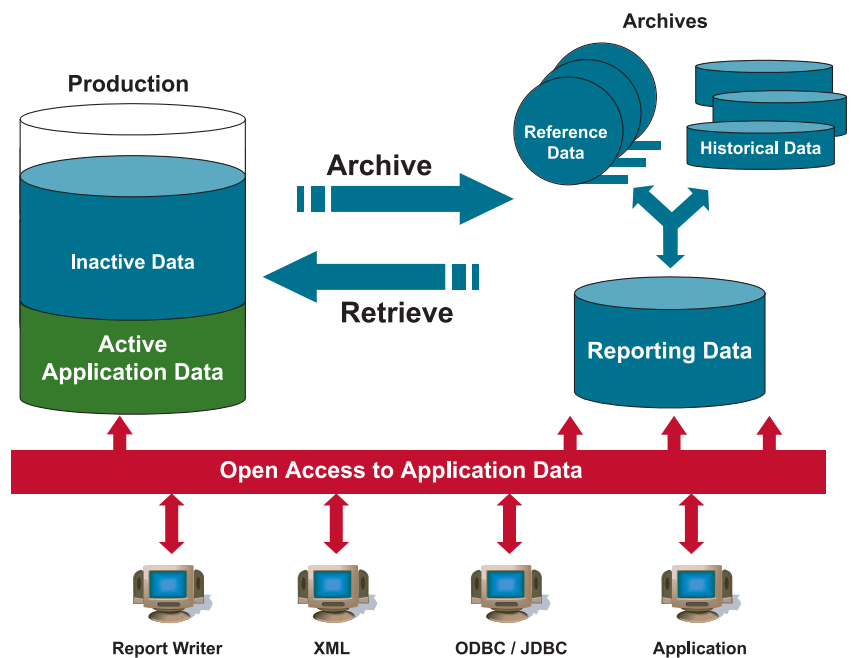 Archives
Production
Reference
Data
Historical Data
Archive
Inactive Data
Retrieve
Active
Application Data
Reporting Data
Open Access to Application Data
Report Writer
XML
ODBC / JDBC
Application